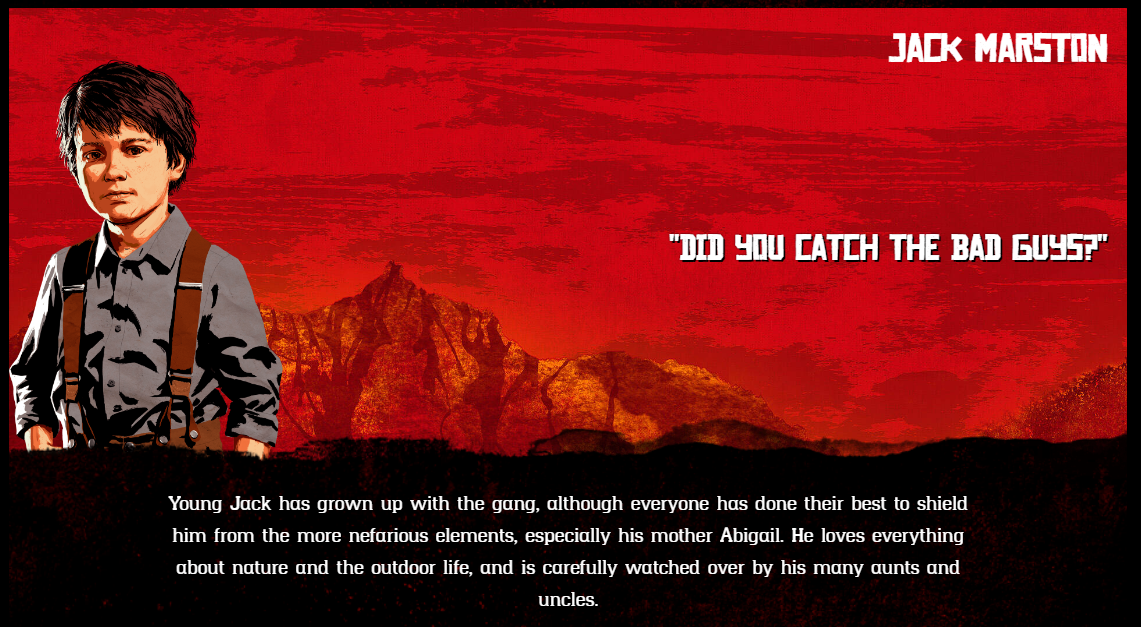 JACK MARSTON
"DID YOU CATCH THE BAD GUYS?"
Young Jack has grown up with the gang, although everyone has done their best to shield
him from the more nefarious elements, especially his mother Abigail. He loves everything
about nature and the outdoor life, and is carefully watched over by his many aunts and
uncles.